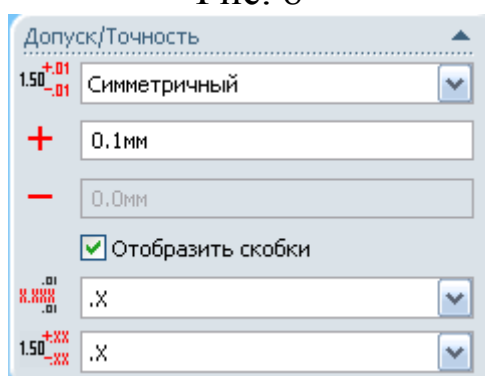 Рис. 8
Допуск/Точность
1.50 +.01 -.01 Симметричный
+ 0.1мм
− 0.0мм
Отобразить скобки
X.XXX .01 .01 .X
1.50 +.XX -.XX .X